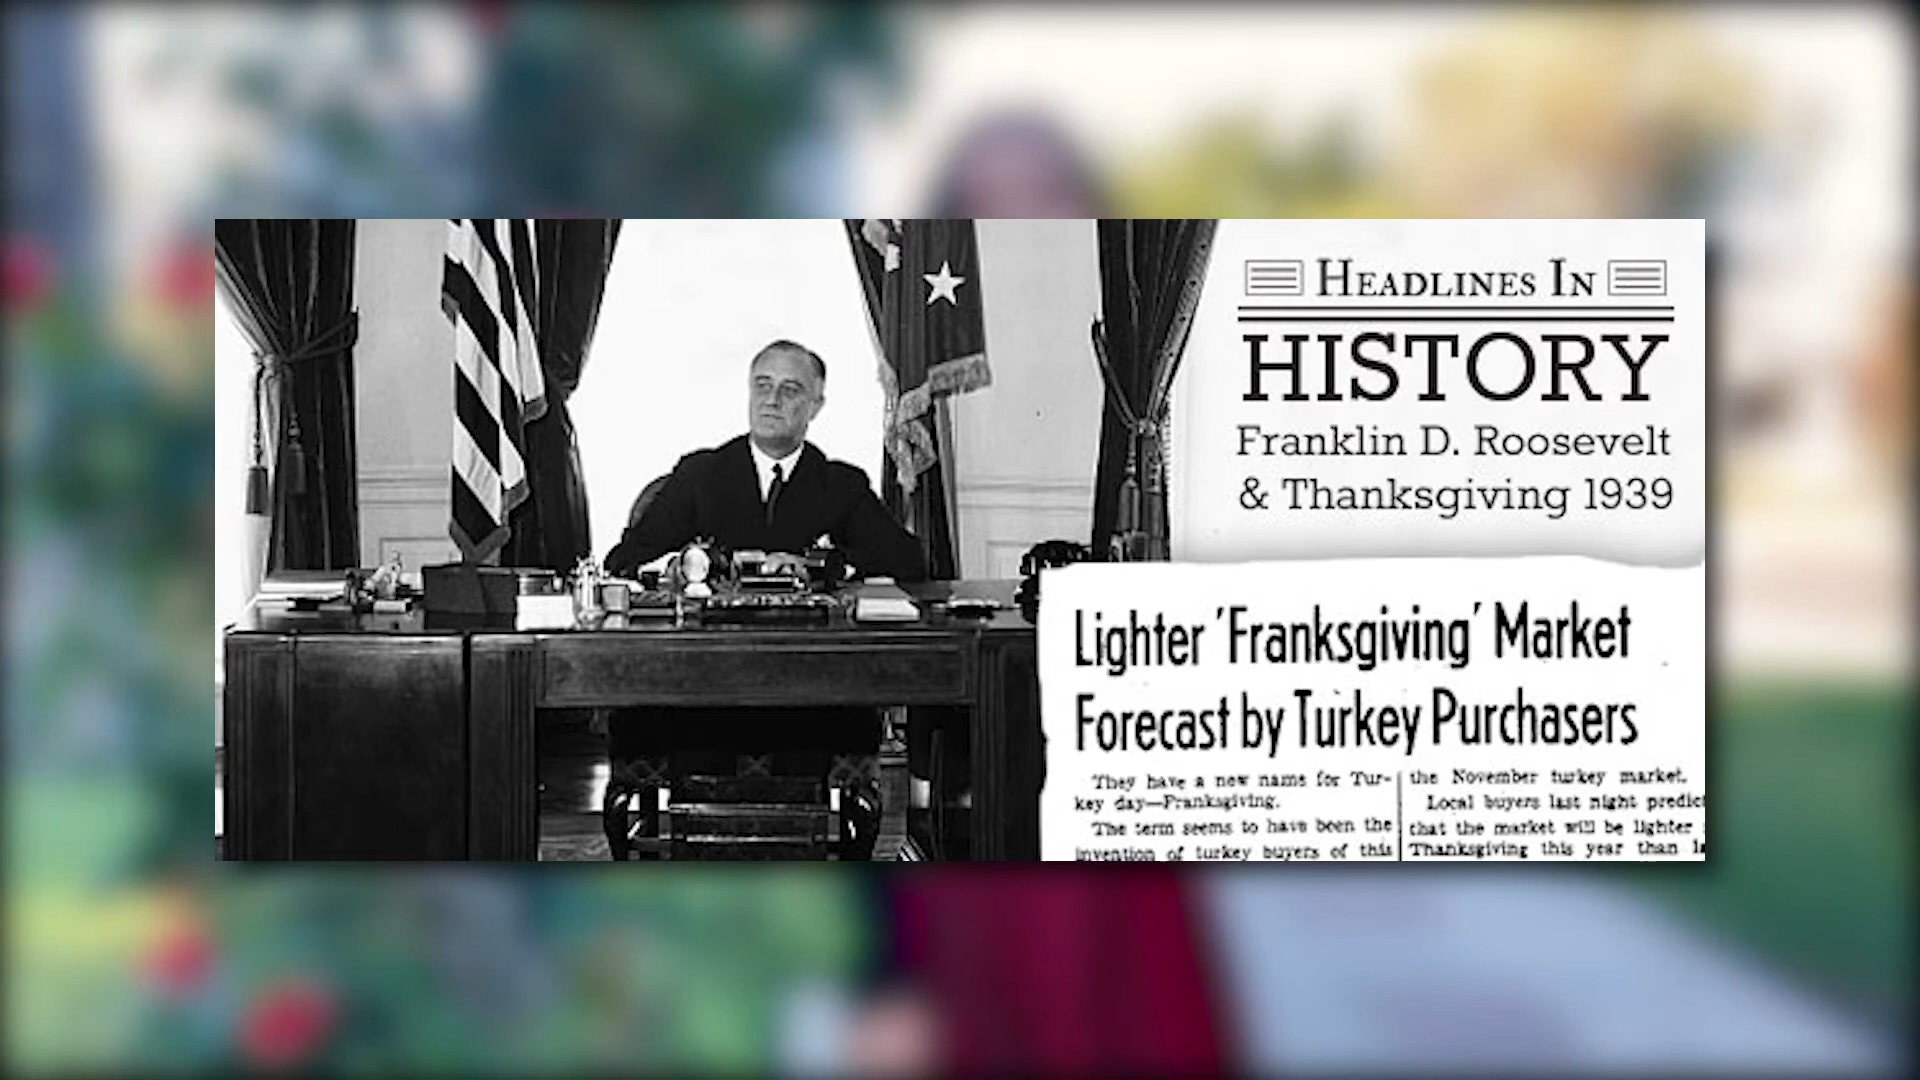 HEADLINES IN
HISTORY
Franklin D. Roosevelt
& Thanksgiving 1939
Lighter 'Franksgiving' Market
Forecast by Turkey Purchasers
They have a new name for Tur-
key day—Franksgiving.
The term seems to have been the
invention of turkey buyers of this
the November turkey market.
Local buyers last night predic
that the market will be lighter
Thanksgiving this year than la